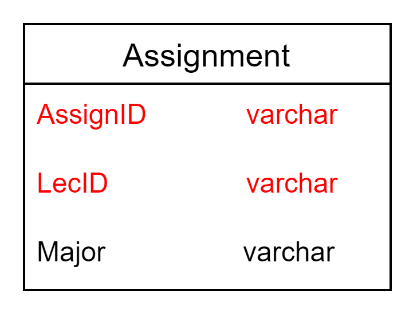 Assignment
AssignID varchar
LecID varchar
Major varchar